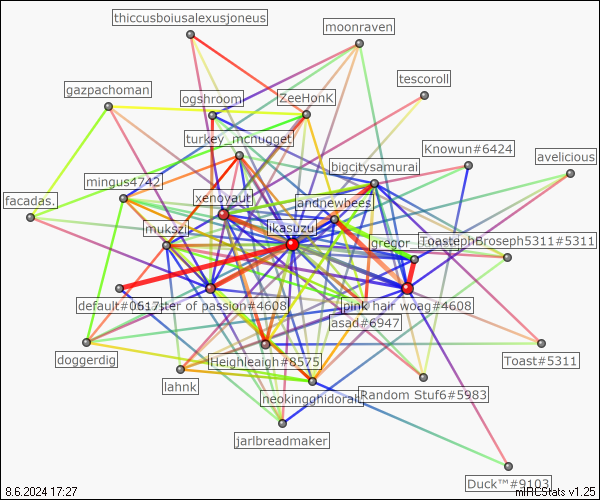 thiccusboiusalexusjoneus
moonraven
tescoroll
gazpachoman
ogshroom
ZeeHonK
turkey_mcnugget
Knowun#6424
bigcitysamurai
avelicious
mingus4742
xenoyaut
andnewbees
facadas.
mukszi
jkasuzu
gregor
ToastephBroseph5311#5311
default#0617
ster of passion#4608
pink hair woag#4608
asad#6947
doggerdig
Heighleaigh#8575
Toast#5311
lahnk
neokingghidorah
Random Stuf6#5983
jarlbreadmaker
Duck™#9103
8.6.2024 17:27
mIRCStats v1.25